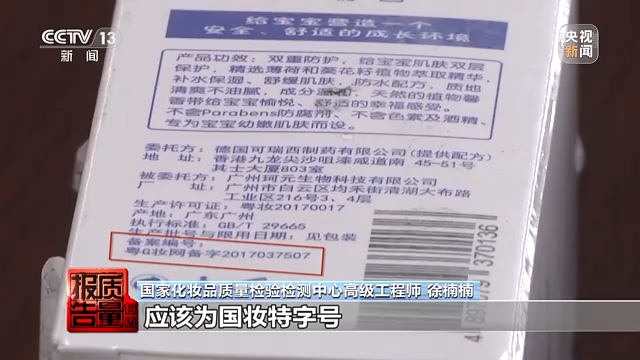 CCTV 13
新闻
央视
新闻
给宝宝营造一个
安全、舒适的成长环境
产品功效：双重防护，给宝宝肌肤双层
保护，精选薄荷和葵花籽植物萃取精华，
补水保湿、舒缓肌肤，防水配方，质地
清爽不油腻，成分温和，天然的植物馨
香带给宝宝愉悦、舒适的幸福感受。
不含Parabens防腐剂、不含色素及酒精、
专为宝宝幼嫩肌肤而设。
委托方：德国可瑞西制药有限公司(提供配方)
地址：香港九龙尖沙咀漆咸道南45-51号
其士大厦803室
被委托方：广州珂元生物科技有限公司
厂址：广州市白云区均禾街清湖大布路
工业区216号3、4层
生产许可证：粤妆20170017
产地：广东广州
执行标准：GB/T 29665
生产批号与限用日期：见包装
备案编号：
粤G妆网备字2017037507
370136
质量报告
国家化妆品质量检验检测中心高级工程师 徐楠楠
应该为国妆特字号